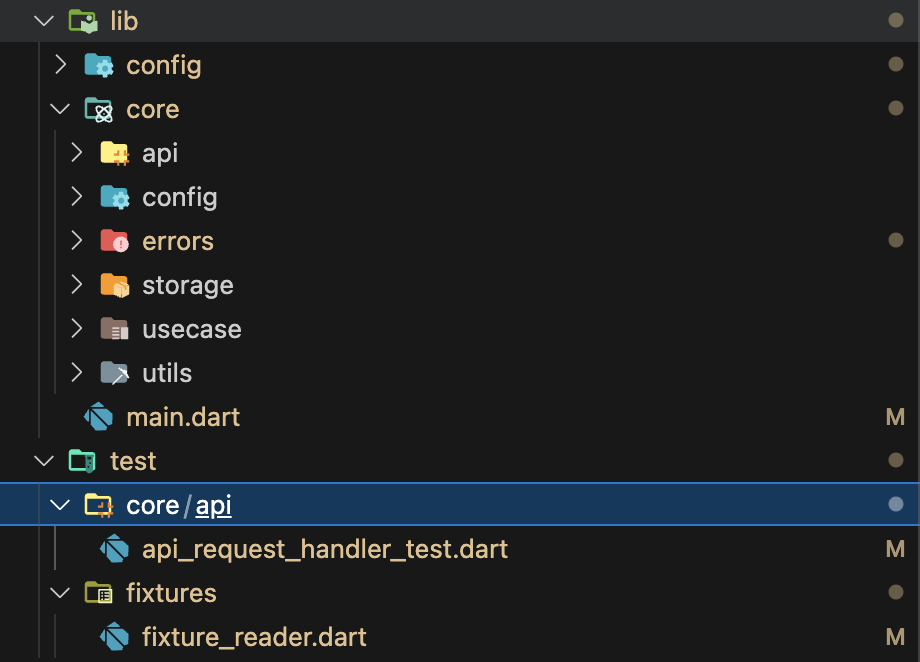 lib
config
core
api
config
errors
storage
usecase
utils
main.dart M
test
core/api
api_request_handler_test.dart M
fixtures
fixture_reader.dart M